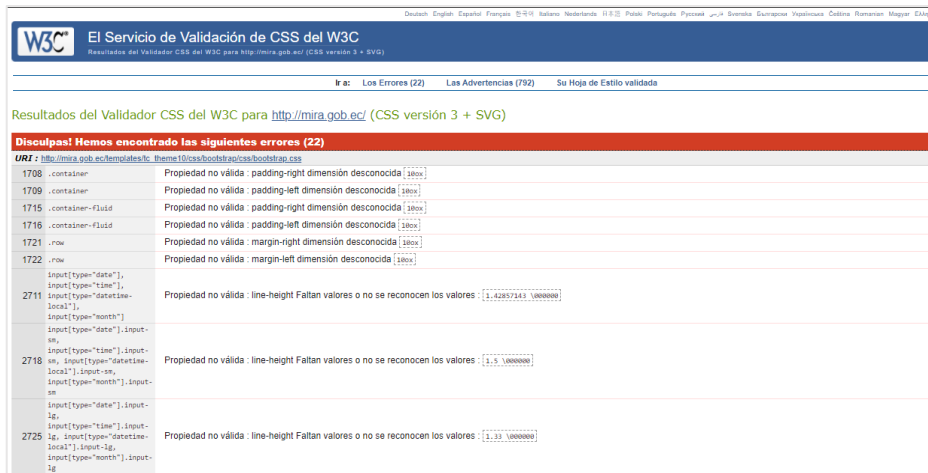 Deutsch English Español Français 한국어 Italiano Nederlands 日本語 Polski Português Русский فارسی Svenska Български Українська Čeština Romanian Magyar Ελλη
W3C® El Servicio de Validación de CSS del W3C
Resultados del Validador CSS del W3C para http://mira.gob.ec/ (CSS versión 3 + SVG)
Ir a: Los Errores (22) Las Advertencias (792) Su Hoja de Estilo validada
Resultados del Validador CSS del W3C para http://mira.gob.ec/ (CSS versión 3 + SVG)
Disculpas! Hemos encontrado las siguientes errores (22)
URI : http://mira.gob.ec/templates/tc_theme10/css/bootstrap/css/bootstrap.css
1708 .container Propiedad no válida : padding-right dimensión desconocida 10ox
1709 .container Propiedad no válida : padding-left dimensión desconocida 10ox
1715 .container-fluid Propiedad no válida : padding-right dimensión desconocida 10ox
1716 .container-fluid Propiedad no válida : padding-left dimensión desconocida 10ox
1721 .row Propiedad no válida : margin-right dimensión desconocida 10ox
1722 .row Propiedad no válida : margin-left dimensión desconocida 10ox
input[type="date"],
input[type="time"],
2711 input[type="datetime- Propiedad no válida : line-height Faltan valores o no se reconocen los valores : 1.42857143 \000000
local"],
input[type="month"]
input[type="date"].input-
sm,
input[type="time"].input-
2718 sm, input[type="datetime- Propiedad no válida : line-height Faltan valores o no se reconocen los valores : 1.5 \000000
local"].input-sm,
input[type="month"].input-
sm
input[type="date"].input-
lg,
input[type="time"].input-
2725 lg, input[type="datetime- Propiedad no válida : line-height Faltan valores o no se reconocen los valores : 1.33 \000000
local"].input-lg,
input[type="month"].input-
lg